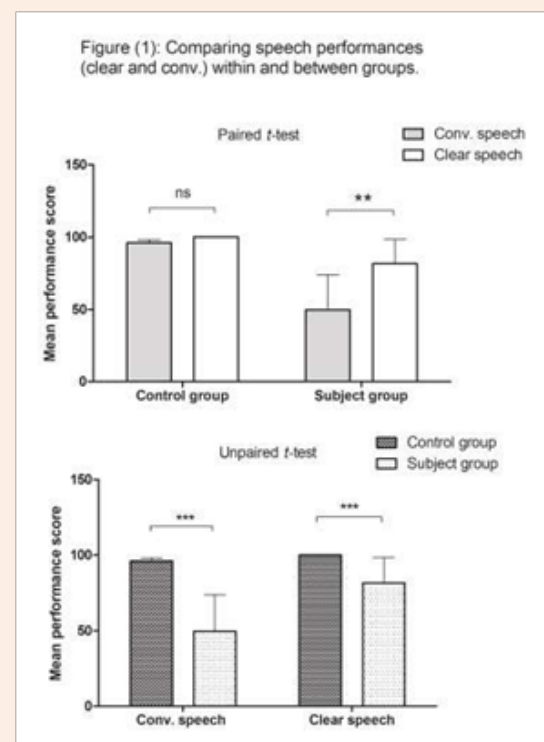 Figure (1): Comparing speech performances
(clear and conv.) within and between groups.
Paired t-test
Conv. speech
Clear speech
Mean performance score
150
100
50
0
ns
**
Control group
Subject group
Unpaired t-test
Control group
Subject group
Mean performance score
150
100
50
0
***
***
Conv. speech
Clear speech